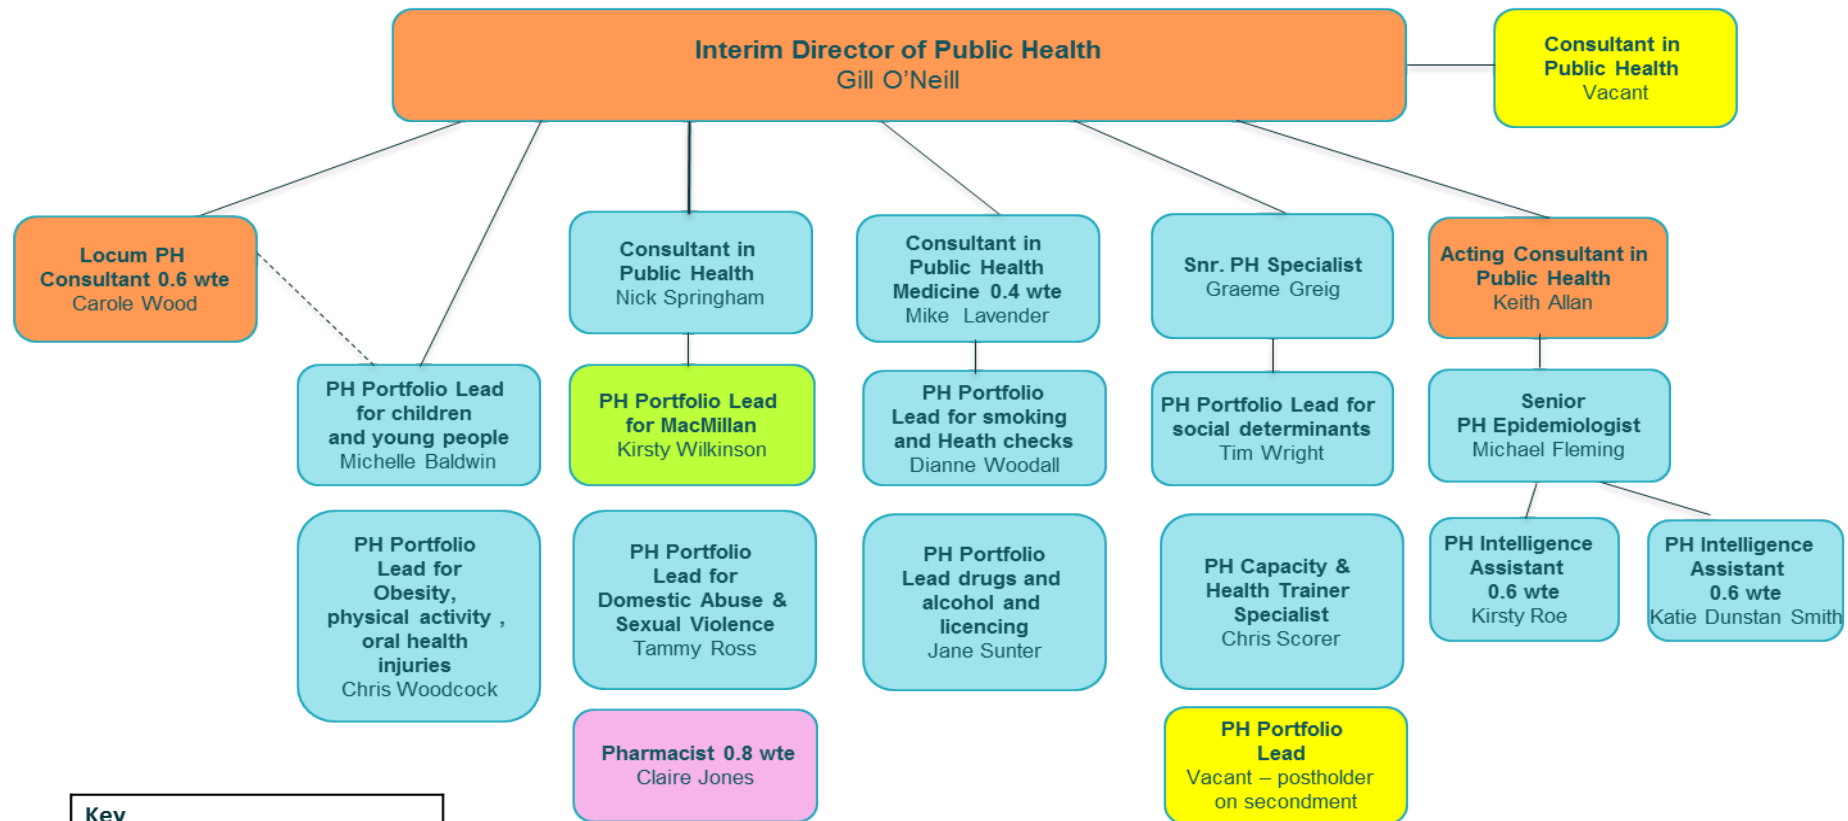 Interim Director of Public Health
Gill O'Neill
Consultant in
Public Health
Vacant
Locum PH
Consultant 0.6 wte
Carole Wood
Consultant in
Public Health
Nick Springham
Consultant in
Public Health
Medicine 0.4 wte
Mike Lavender
Snr. PH Specialist
Graeme Greig
Acting Consultant in
Public Health
Keith Allan
PH Portfolio Lead
for children
and young people
Michelle Baldwin
PH Portfolio Lead
for MacMillan
Kirsty Wilkinson
PH Portfolio
Lead for smoking
and Heath checks
Dianne Woodall
PH Portfolio Lead for
social determinants
Tim Wright
Senior
PH Epidemiologist
Michael Fleming
PH Portfolio
Lead for
Obesity,
physical activity ,
oral health
injuries
Chris Woodcock
PH Portfolio
Lead for
Domestic Abuse &
Sexual Violence
Tammy Ross
PH Portfolio
Lead drugs and
alcohol and
licencing
Jane Sunter
PH Capacity &
Health Trainer
Specialist
Chris Scorer
PH Intelligence
Assistant
0.6 wte
Kirsty Roe
PH Intelligence
Assistant
0.6 wte
Katie Dunstan Smith
Pharmacist 0.8 wte
Claire Jones
PH Portfolio
Lead
Vacant – postholder
on secondment
Key